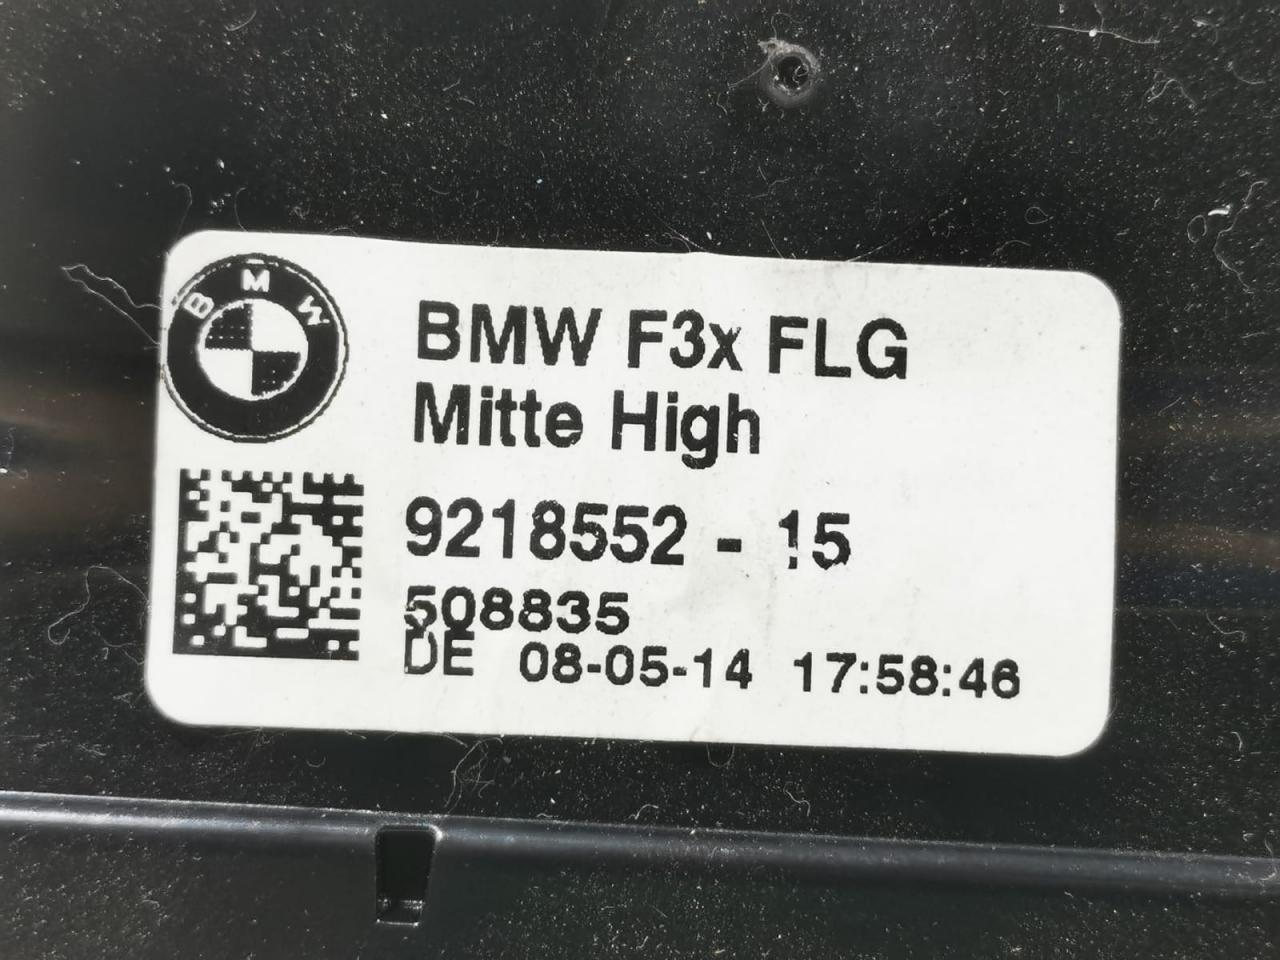 BMW
BMW F3x FLG
Mitte High
9218552 - 15
508835
DE 08-05-14 17:58:46